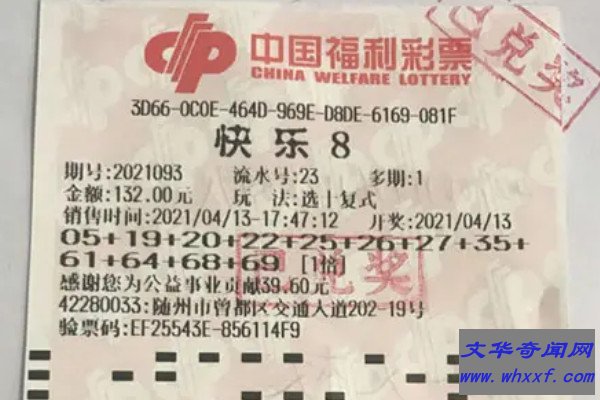 中国福利彩票
CHINA WELFARE LOTTERY
已兑奖
3D66-0C0E-464D-969E-D8DE-6169-081F
快乐8
期号:2021093 流水号:23 多期:1
金额:132.00元 玩法:选十复式
销售时间:2021/04/13-17:47:12 开奖:2021/04/13
05+19+20+22+25+26+27+35+
61+64+68+69 [1倍]
已兑奖
感谢您为公益事业贡献39.60元
42280033:随州市曾都区交通大道202-19号
验票码:EF25543E-856114F9
文华奇闻网
www.whxxf.com